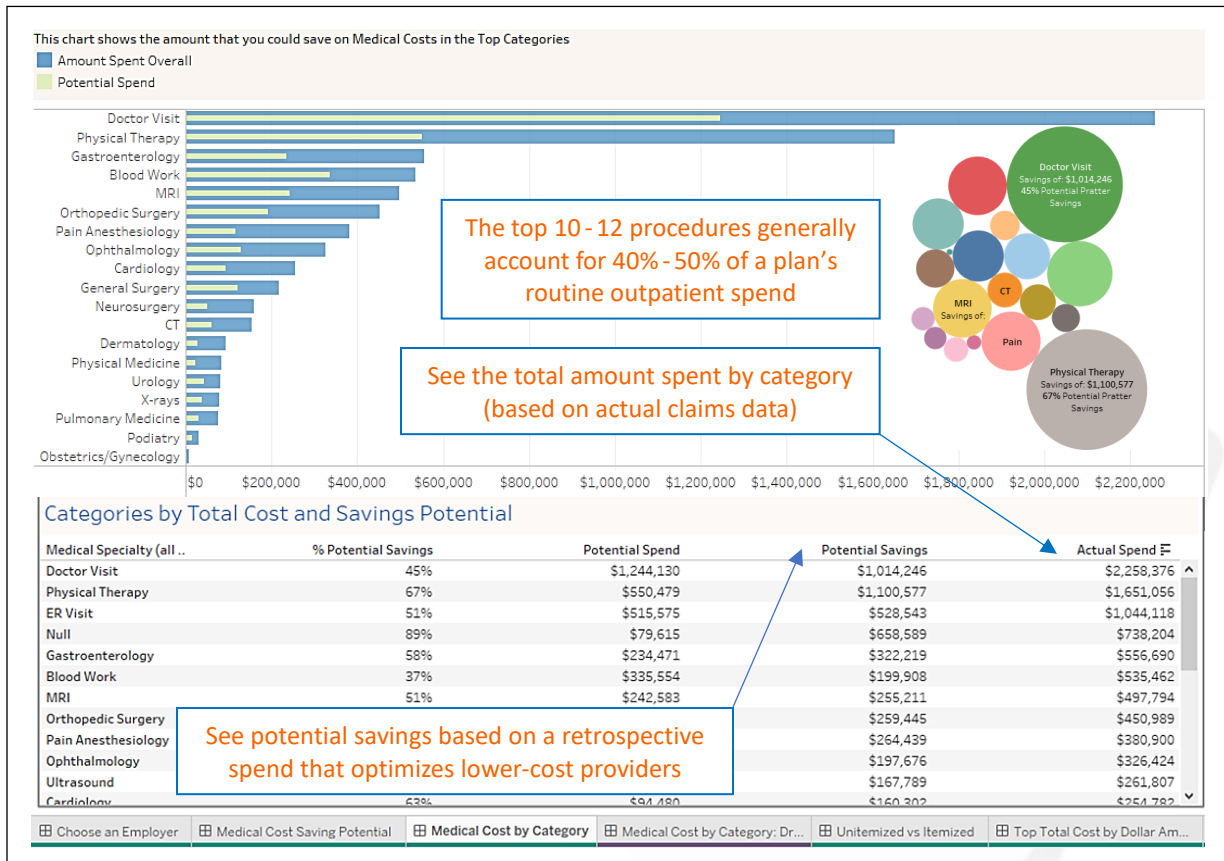 This chart shows the amount that you could save on Medical Costs in the Top Categories
Amount Spent Overall
Potential Spend
Doctor Visit
Physical Therapy
Gastroenterology
Blood Work
MRI
Orthopedic Surgery
Pain Anesthesiology
Ophthalmology
Cardiology
General Surgery
Neurosurgery
CT
Dermatology
Physical Medicine
Urology
X-rays
Pulmonary Medicine
Podiatry
Obstetrics/Gynecology
$0 $200,000 $400,000 $600,000 $800,000 $1,000,000 $1,200,000 $1,400,000 $1,600,000 $1,800,000 $2,000,000 $2,200,000
The top 10 - 12 procedures generally
account for 40% - 50% of a plan's
routine outpatient spend
See the total amount spent by category
(based on actual claims data)
Doctor Visit
Savings of: $1,014,246
45% Potential Pratter
Savings
CT
MRI
Savings of:
Pain
Physical Therapy
Savings of: $1,100,577
67% Potential Pratter
Savings
Categories by Total Cost and Savings Potential
Medical Specialty (all .. % Potential Savings Potential Spend Potential Savings Actual Spend
Doctor Visit 45% $1,244,130 $1,014,246 $2,258,376
Physical Therapy 67% $550,479 $1,100,577 $1,651,056
ER Visit 51% $515,575 $528,543 $1,044,118
Null 89% $79,615 $658,589 $738,204
Gastroenterology 58% $234,471 $322,219 $556,690
Blood Work 37% $335,554 $199,908 $535,462
MRI 51% $242,583 $255,211 $497,794
Orthopedic Surgery $259,445 $450,989
Pain Anesthesiology $264,439 $380,900
Ophthalmology $197,676 $326,424
Ultrasound $167,789 $261,807
Cardiology 63% $94,480 $160,302 $254,782
See potential savings based on a retrospective
spend that optimizes lower-cost providers
Choose an Employer Medical Cost Saving Potential Medical Cost by Category Medical Cost by Category: Dr... Unitemized vs Itemized Top Total Cost by Dollar Am...